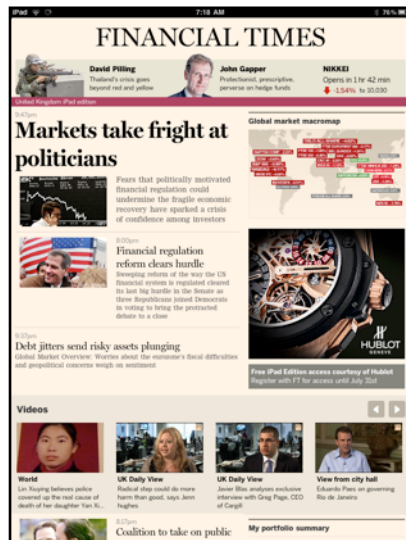 iPad 7:18 AM 76%
FINANCIAL TIMES
David Pilling
Thailand's crisis goes
beyond red and yellow
John Gapper
Protectionist, prescriptive,
perverse on hedge funds
NIKKEI
Opens in 1 hr 42 min
-1.54% to 10,030
United Kingdom iPad edition
9:47pm
Markets take fright at
politicians
Fears that politically motivated
financial regulation could
undermine the fragile economic
recovery have sparked a crisis
of confidence among investors
8:00pm
Financial regulation
reform clears hurdle
Sweeping reform of the way the US
financial system is regulated cleared
its last big hurdle in the Senate as
three Republicans joined Democrats
in voting to bring the protracted
debate to a close
9:37pm
Debt jitters send risky assets plunging
Global Market Overview: Worries about the eurozone's fiscal difficulties
and geopolitical concerns weigh on sentiment
Global market macromap
HUBLOT
GENEVE
Free iPad Edition access courtesy of Hublot
Register with FT for access until July 31st
Videos
World
Lin Xiuying believes police
covered up the real cause of
death of her daughter Yan Xi...
UK Daily View
Radical step could do more
harm than good, says Jenn
hughes
UK Daily View
Javier Blas analyses exclusive
interview with Greg Page, CEO
of Cargill
View from city hall
Eduardo Paes on governing
Rio de Janeiro
8:17pm
Coalition to take on public
My portfolio summary